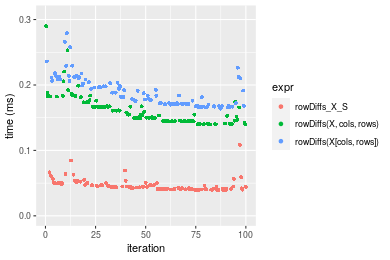 0.3
0.2
0.1
0.0
time (ms)
0
25
50
75
100
iteration
expr
rowDiffs_X_S
rowDiffs(X, cols, rows)
rowDiffs(X[cols, rows])